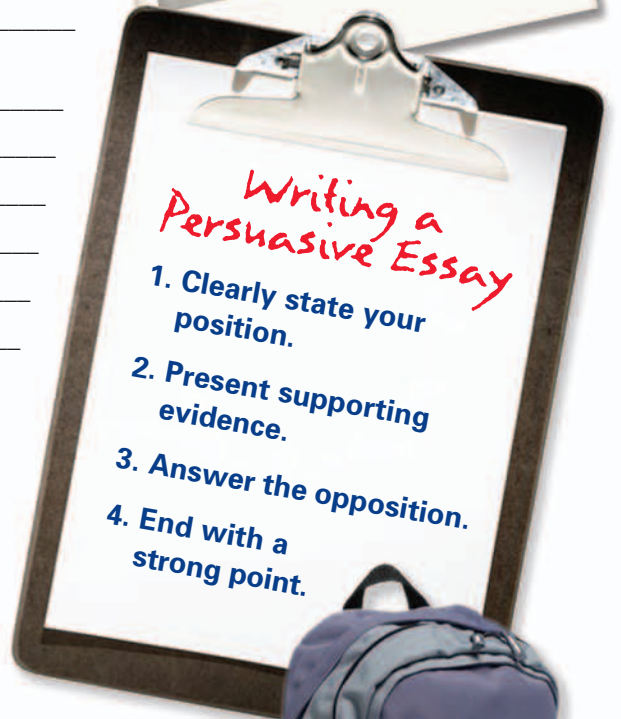 Writing a
Persuasive Essay
1. Clearly state your
position.
2. Present supporting
evidence.
3. Answer the opposition.
4. End with a
strong point.